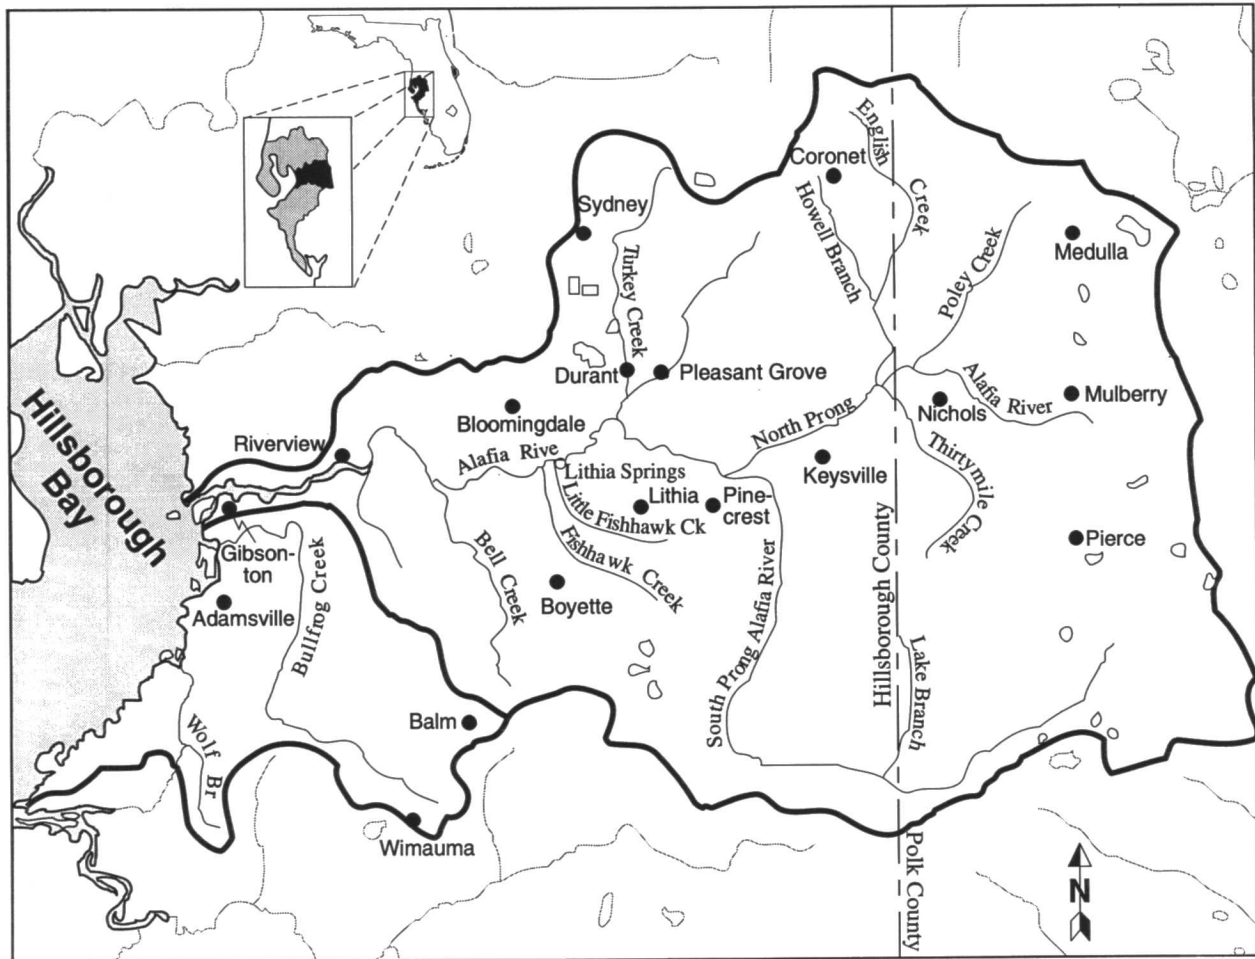 English
Creek
Coronet
Howell Branch
Sydney
Turkey Creek
Poley Creek
Medulla
Durant
Pleasant Grove
Alafia River
Mulberry
Nichols
Hillsborough
Bay
Bloomingdale
Riverview
Alafia Rive
North Prong
Keysville
Thirtymile Creek
Lithia Springs
Lithia
Pine-
crest
Little Fishhawk Ck
Fishhawk Creek
Gibson-
ton
Adamsville
Bullfrog Creek
Bell Creek
Boyette
South Prong Alafia River
Hillsborough County
Pierce
Lake Branch
Balm
Wolf Br
Wimauma
Polk County
N